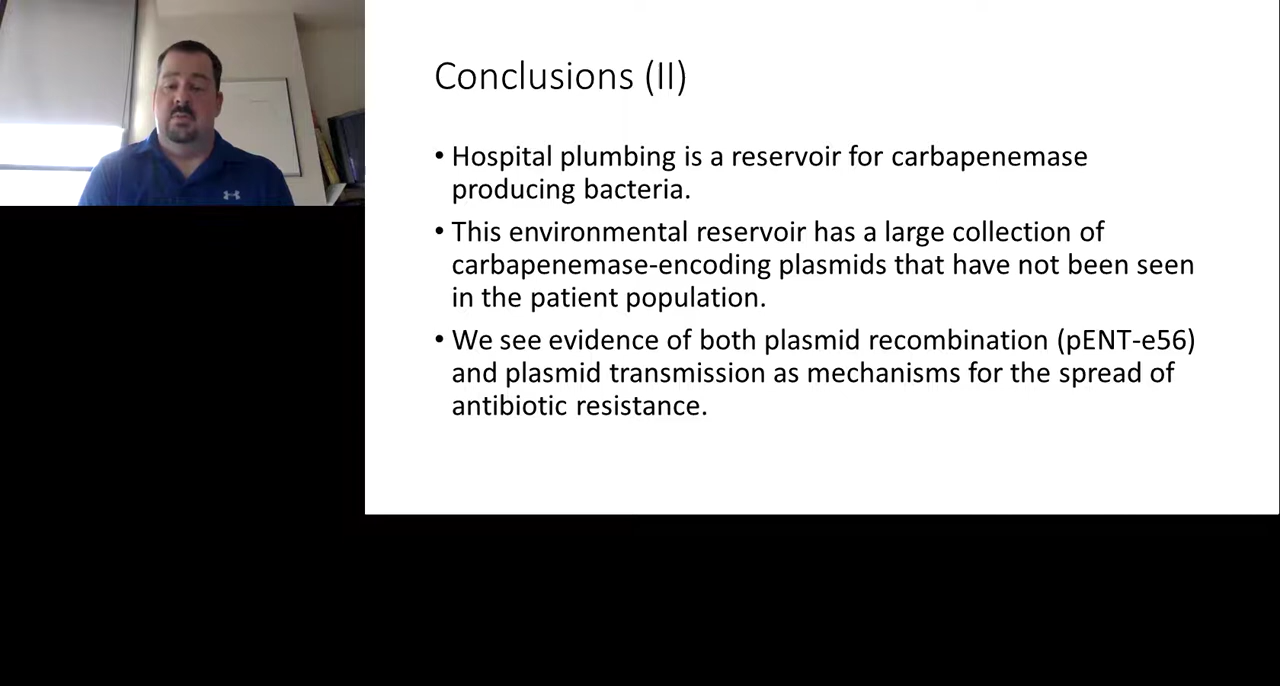 Conclusions (II)
• Hospital plumbing is a reservoir for carbapenemase
producing bacteria.
• This environmental reservoir has a large collection of
carbapenemase-encoding plasmids that have not been seen
in the patient population.
• We see evidence of both plasmid recombination (pENT-e56)
and plasmid transmission as mechanisms for the spread of
antibiotic resistance.